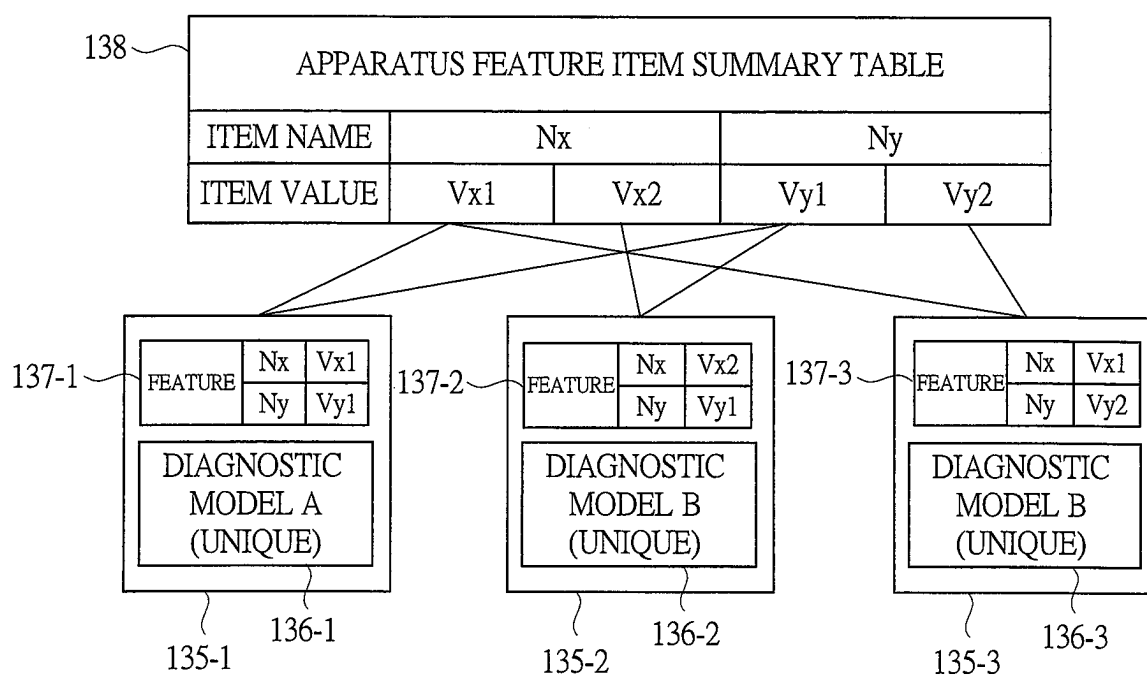 138
APPARATUS FEATURE ITEM SUMMARY TABLE
ITEM NAME Nx Ny
ITEM VALUE Vx1 Vx2 Vy1 Vy2
137-1 FEATURE Nx Vx1
Ny Vy1
DIAGNOSTIC
MODEL A
(UNIQUE)
135-1 136-1
137-2 FEATURE Nx Vx2
Ny Vy1
DIAGNOSTIC
MODEL B
(UNIQUE)
135-2 136-2
137-3 FEATURE Nx Vx1
Ny Vy2
DIAGNOSTIC
MODEL B
(UNIQUE)
135-3 136-3